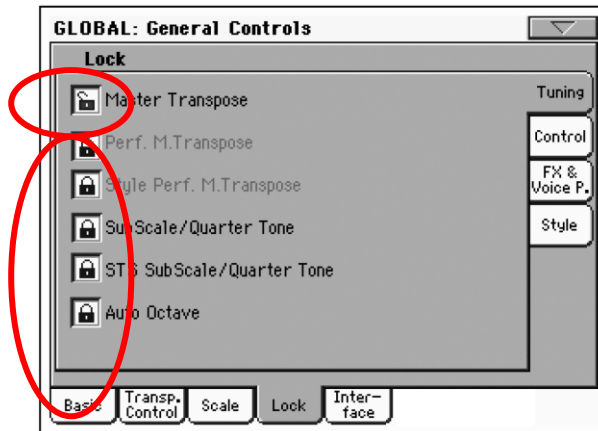 GLOBAL: General Controls
Lock
Master Transpose
Perf. M.Transpose
Style Perf. M.Transpose
SubScale/Quarter Tone
STS SubScale/Quarter Tone
Auto Octave
Tuning
Control
FX &
Voice P.
Style
Basic
Transp.
Control
Scale
Lock
Inter-
face